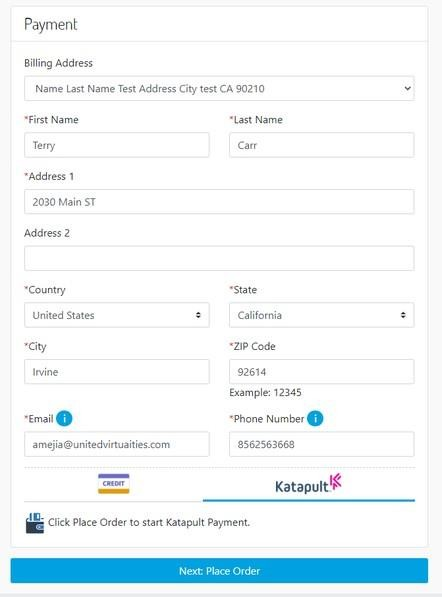 Payment
Billing Address
Name Last Name Test Address City test CA 90210
*First Name *Last Name
Terry Carr
*Address 1
2030 Main ST
Address 2
*Country *State
United States California
*City *ZIP Code
Irvine 92614
Example: 12345
*Email i *Phone Number i
amejia@unitedvirtuaities.com 8562563668
CREDIT Katapult
Click Place Order to start Katapult Payment.
Next: Place Order